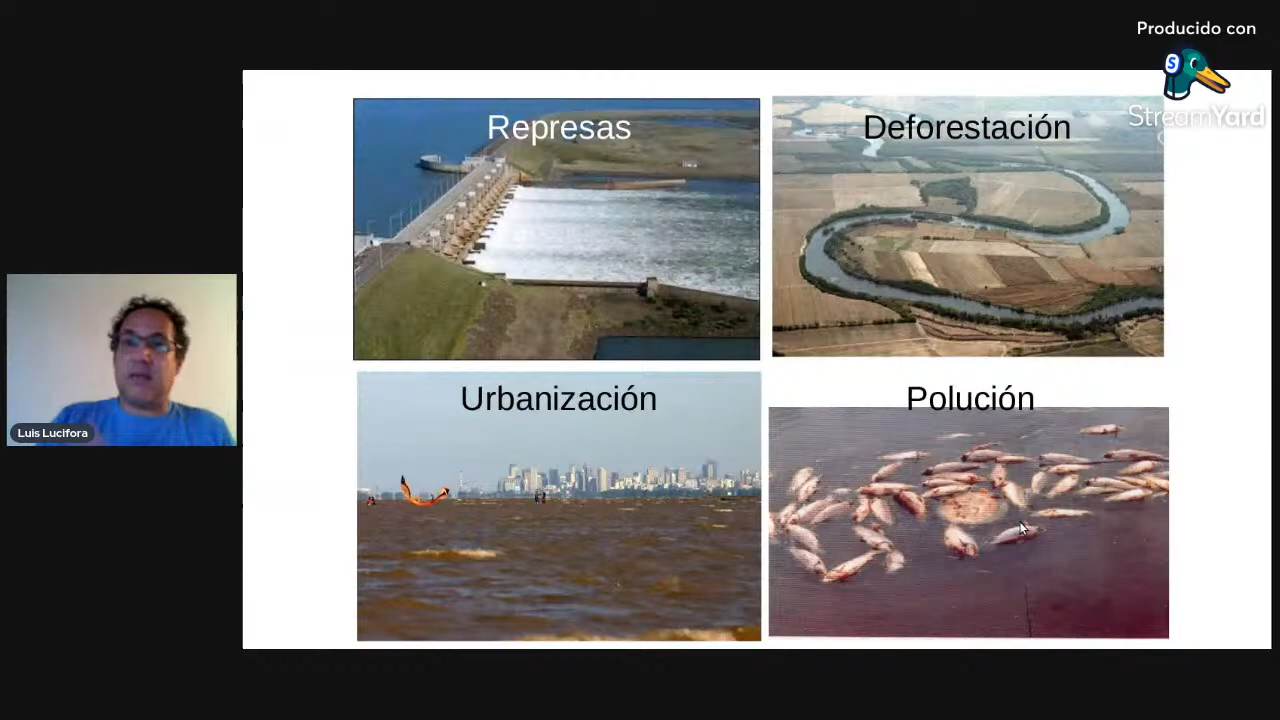 Producido con
S
StreamYard
Represas
Deforestación
Urbanización
Polución
Luis Lucifora